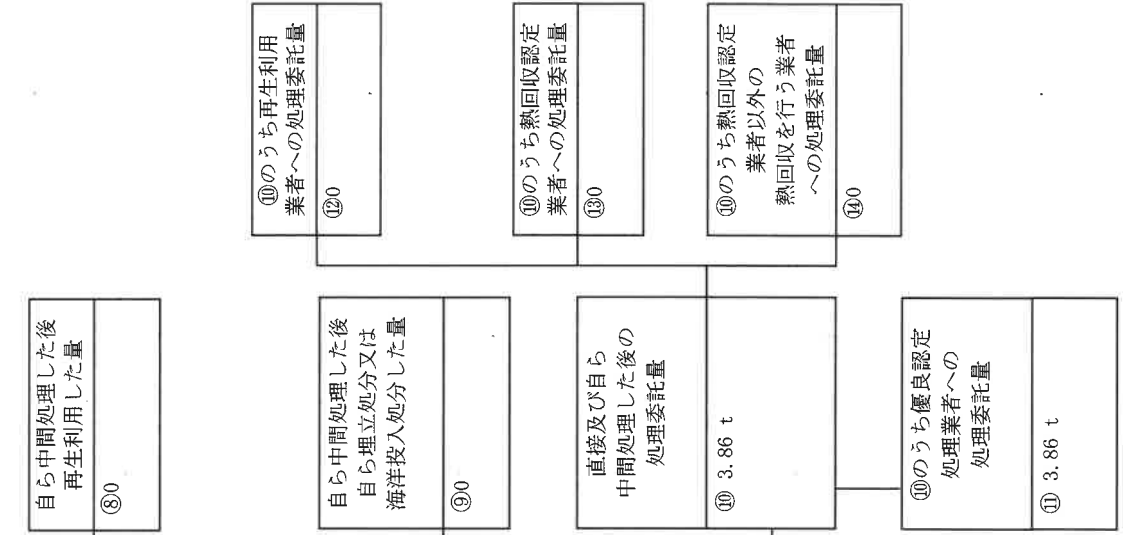 自ら中間処理した後
再生利用した量
⑧0
自ら中間処理した後
自ら埋立処分又は
海洋投入処分した量
⑨0
直接及び自ら
中間処理した後の
処理委託量
⑩ 3.86 t
⑩のうち優良認定
処理業者への
処理委託量
⑪ 3.86 t
⑩のうち再生利用
業者への処理委託量
⑫0
⑩のうち熱回収認定
業者への処理委託量
⑬0
⑩のうち熱回収認定
業者以外の
熱回収を行う業者
への処理委託量
⑭0